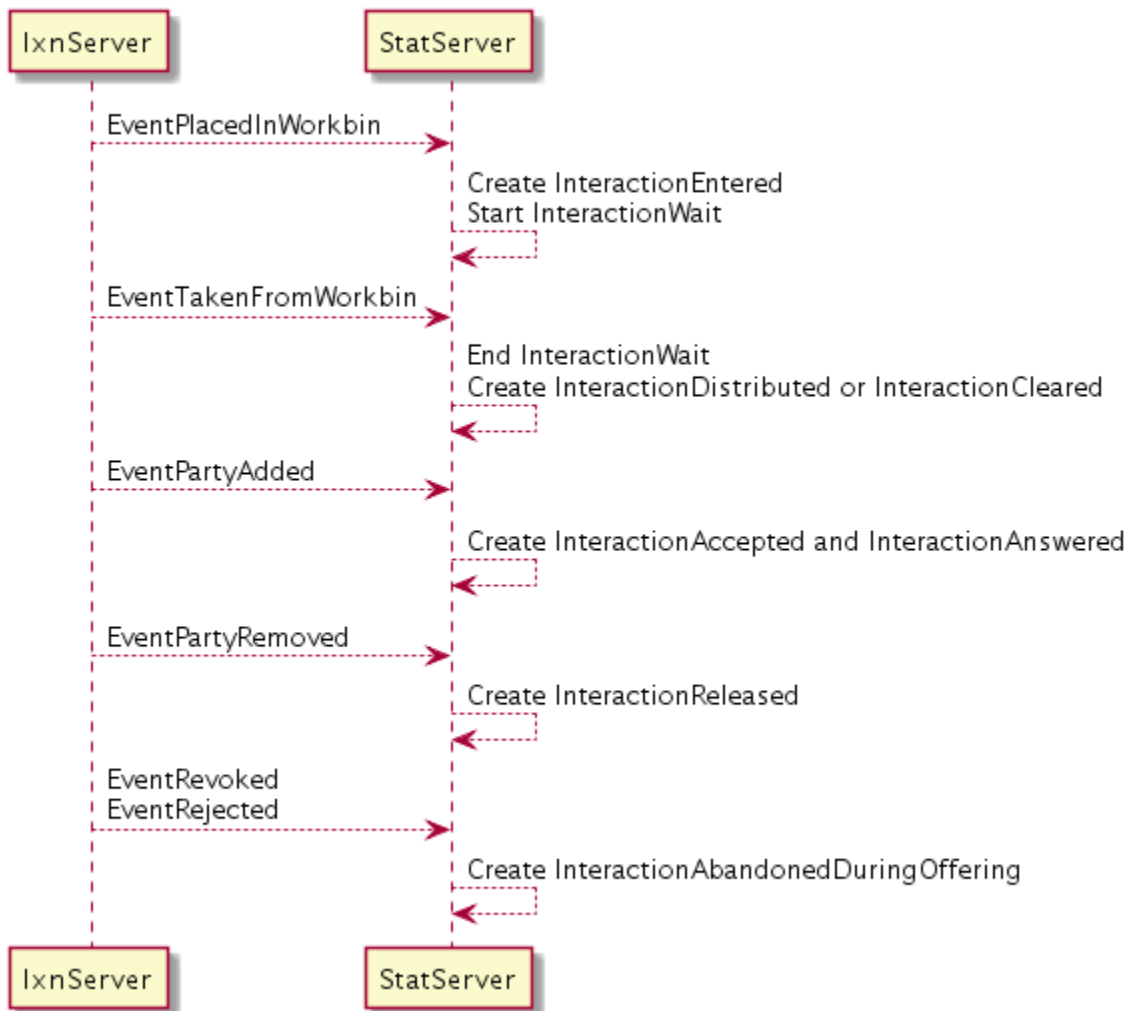 IxnServer
StatServer
EventPlacedInWorkbin
Create InteractionEntered
Start InteractionWait
EventTakenFromWorkbin
End InteractionWait
Create InteractionDistributed or InteractionCleared
EventPartyAdded
Create InteractionAccepted and InteractionAnswered
EventPartyRemoved
Create InteractionReleased
EventRevoked
EventRejected
Create InteractionAbandonedDuringOffering
IxnServer
StatServer